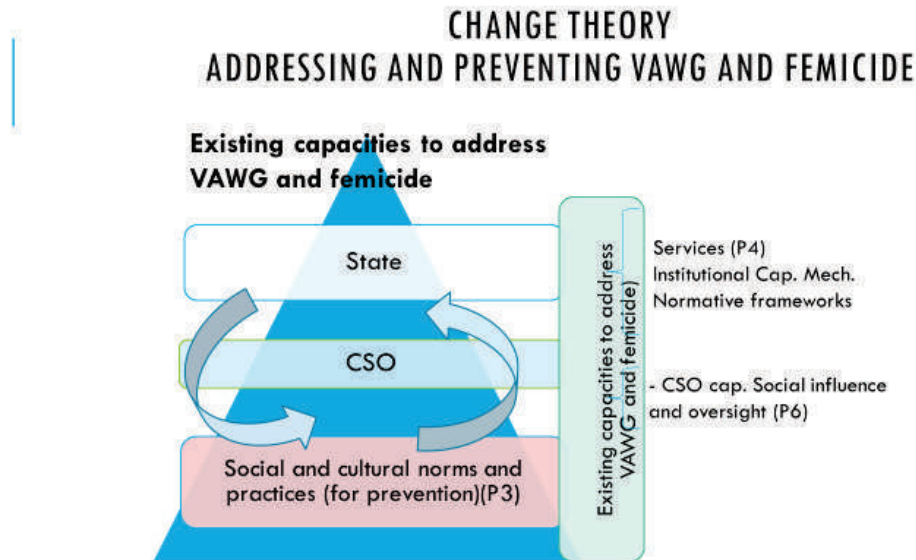 CHANGE THEORY
ADDRESSING AND PREVENTING VAWG AND FEMICIDE
Existing capacities to address
VAWG and femicide
State
CSO
Social and cultural norms and
practices (for prevention)(P3)
Existing capacities to address
VAWG and femicide)
Services (P4)
Institutional Cap. Mech.
Normative frameworks
- CSO cap. Social influence
and oversight (P6)